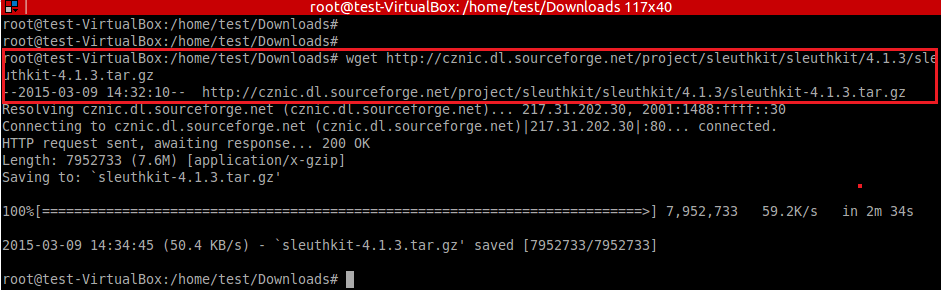 root@test-VirtualBox: /home/test/Downloads 117x40
root@test-VirtualBox:/home/test/Downloads#
root@test-VirtualBox:/home/test/Downloads#
root@test-VirtualBox:/home/test/Downloads# wget http://cznic.dl.sourceforge.net/project/sleuthkit/sleuthkit/4.1.3/sle
uthkit-4.1.3.tar.gz
--2015-03-09 14:32:10--  http://cznic.dl.sourceforge.net/project/sleuthkit/sleuthkit/4.1.3/sleuthkit-4.1.3.tar.gz
Resolving cznic.dl.sourceforge.net (cznic.dl.sourceforge.net)... 217.31.202.30, 2001:1488:ffff::30
Connecting to cznic.dl.sourceforge.net (cznic.dl.sourceforge.net)|217.31.202.30|:80... connected.
HTTP request sent, awaiting response... 200 OK
Length: 7952733 (7.6M) [application/x-gzip]
Saving to: `sleuthkit-4.1.3.tar.gz'
100%[===========================================================================>] 7,952,733   59.2K/s   in 2m 34s
2015-03-09 14:34:45 (50.4 KB/s) - `sleuthkit-4.1.3.tar.gz' saved [7952733/7952733]
root@test-VirtualBox:/home/test/Downloads#